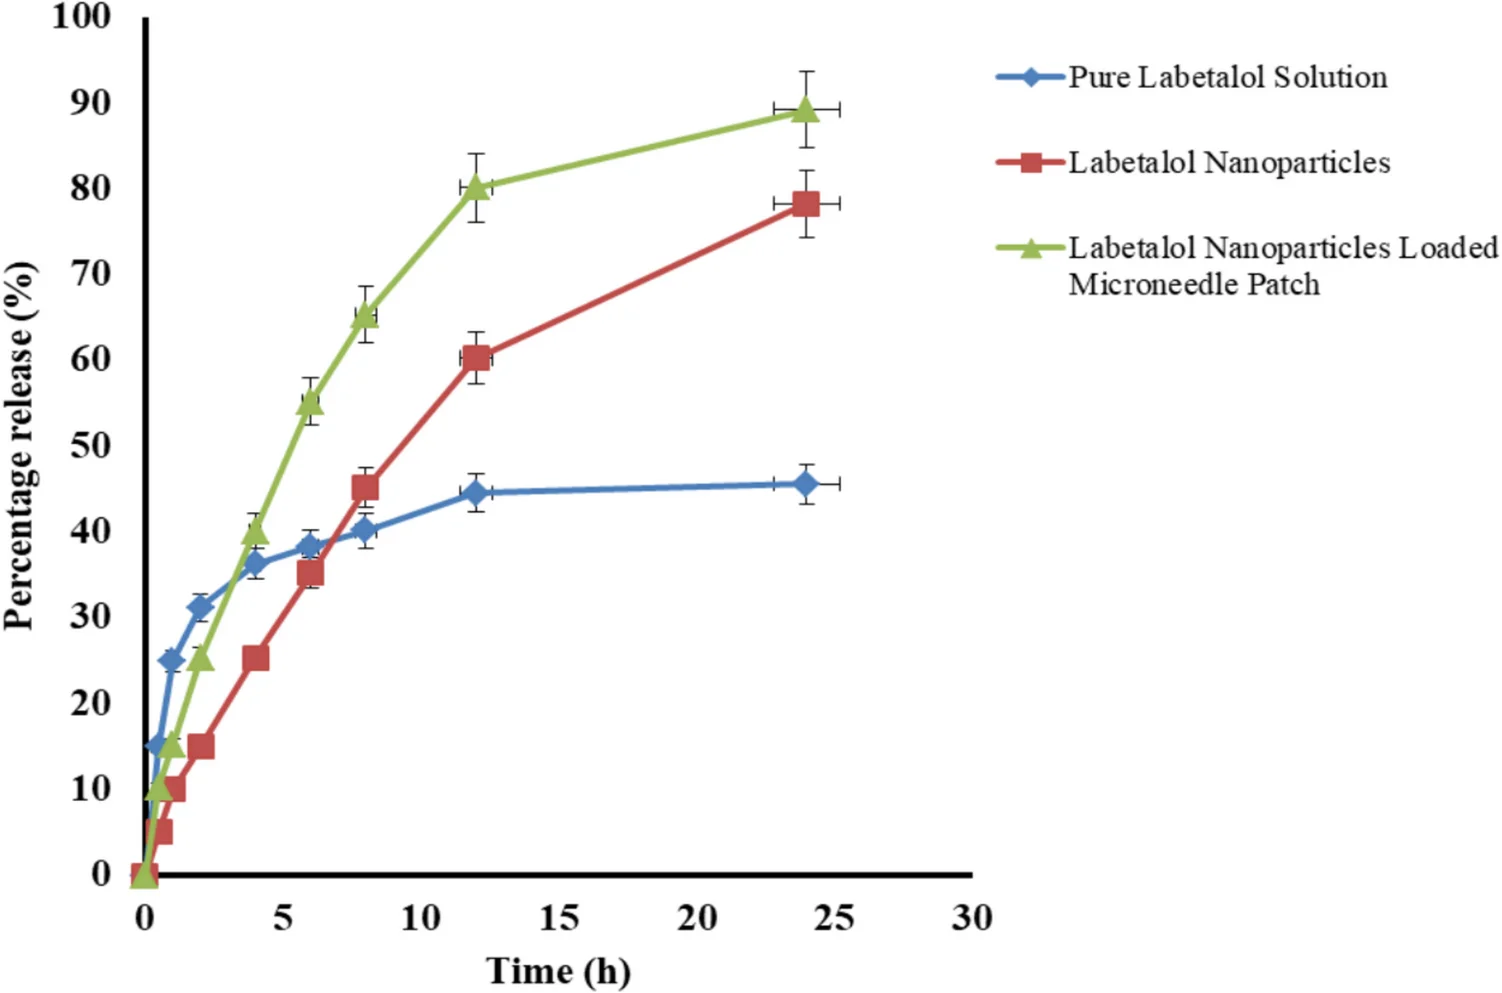 100
90
80
70
60
50
40
30
20
10
0
Percentage release (%)
0 5 10 15 20 25 30
Time (h)
Pure Labetalol Solution
Labetalol Nanoparticles
Labetalol Nanoparticles Loaded
Microneedle Patch